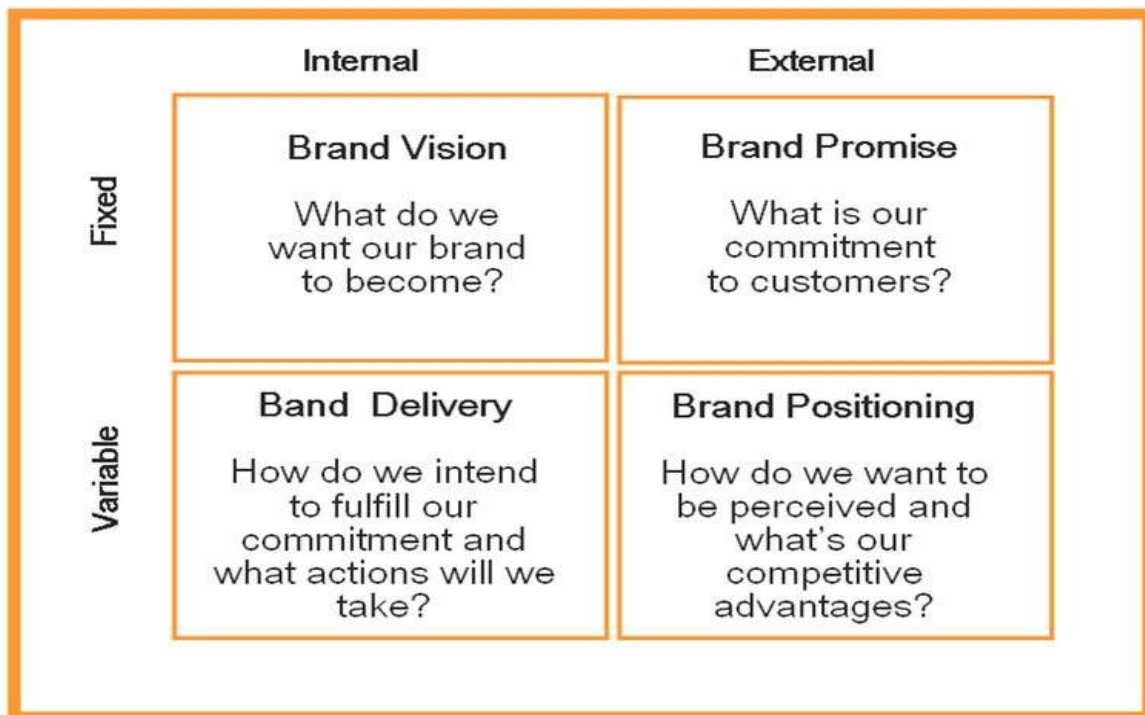 Internal
External
Fixed
Brand Vision
What do we
want our brand
to become?
Brand Promise
What is our
commitment
to customers?
Variable
Band Delivery
How do we intend
to fulfill our
commitment and
what actions will we
take?
Brand Positioning
How do we want to
be perceived and
what's our
competitive
advantages?